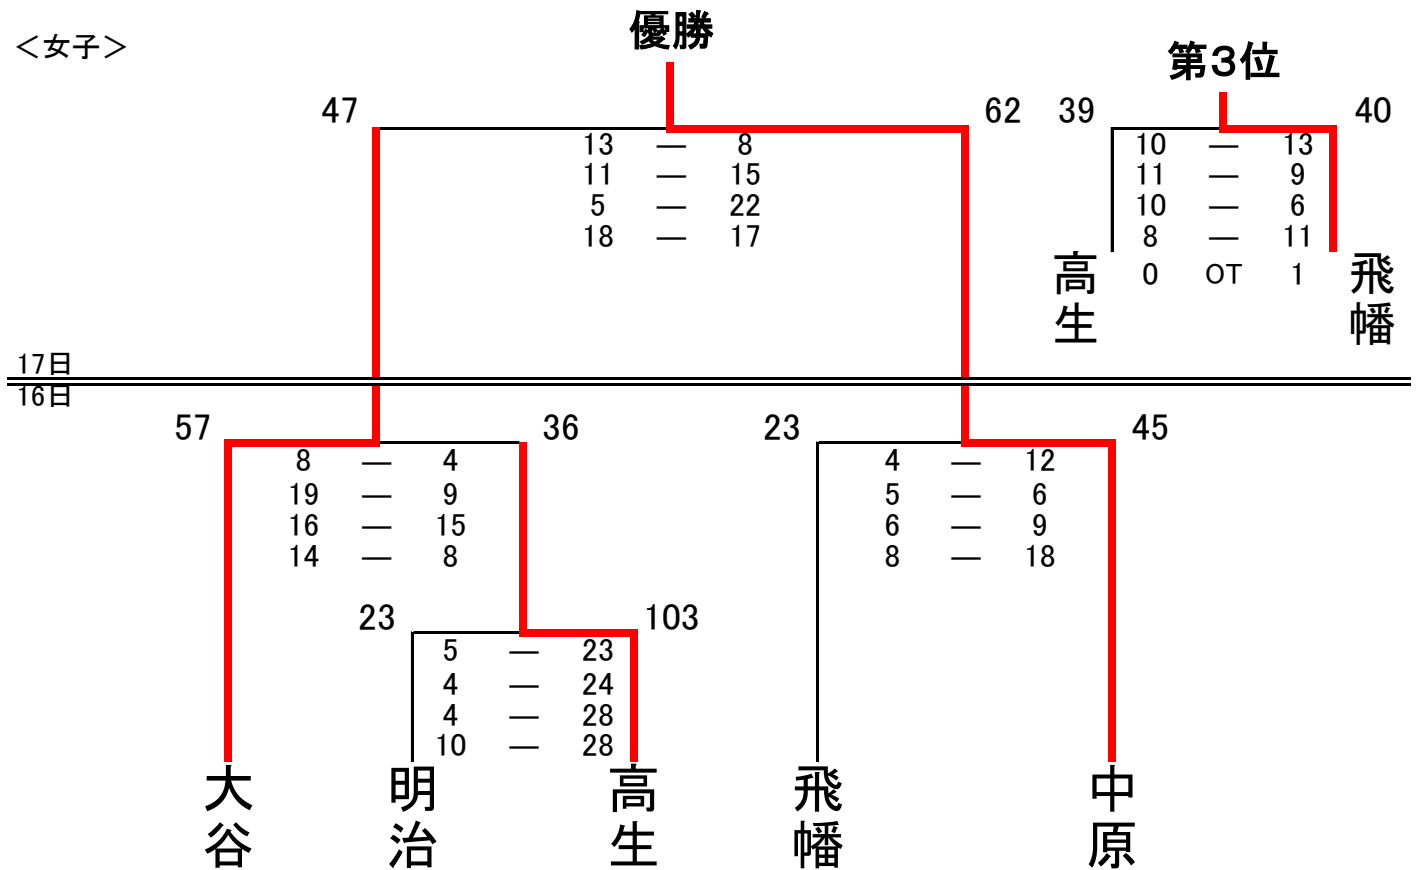 ＜女子＞
優勝
第3位
47
62
39
40
13 — 8
11 — 15
5 — 22
18 — 17
10 — 13
11 — 9
10 — 6
8 — 11
0 OT 1
高生
飛幡
17日
16日
57
36
23
45
8 — 4
19 — 9
16 — 15
14 — 8
4 — 12
5 — 6
6 — 9
8 — 18
23
103
5 — 23
4 — 24
4 — 28
10 — 28
大谷
明治
高生
飛幡
中原